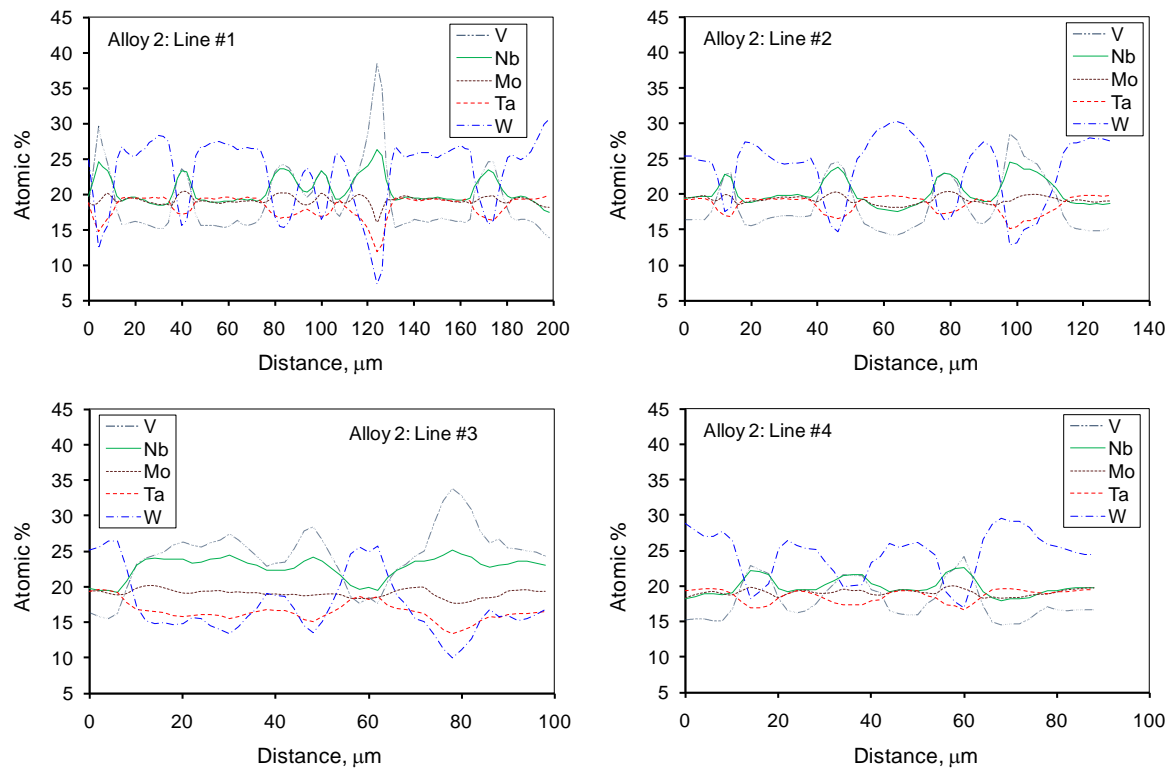 Alloy 2: Line #1
V
Nb
Mo
Ta
W
Atomic %
45
40
35
30
25
20
15
10
5
0 20 40 60 80 100 120 140 160 180 200
Distance, μm
Alloy 2: Line #2
V
Nb
Mo
Ta
W
Atomic %
45
40
35
30
25
20
15
10
5
0 20 40 60 80 100 120 140
Distance, μm
Alloy 2: Line #3
V
Nb
Mo
Ta
W
Atomic %
45
40
35
30
25
20
15
10
5
0 20 40 60 80 100
Distance, μm
Alloy 2: Line #4
V
Nb
Mo
Ta
W
Atomic %
45
40
35
30
25
20
15
10
5
0 20 40 60 80 100
Distance, μm